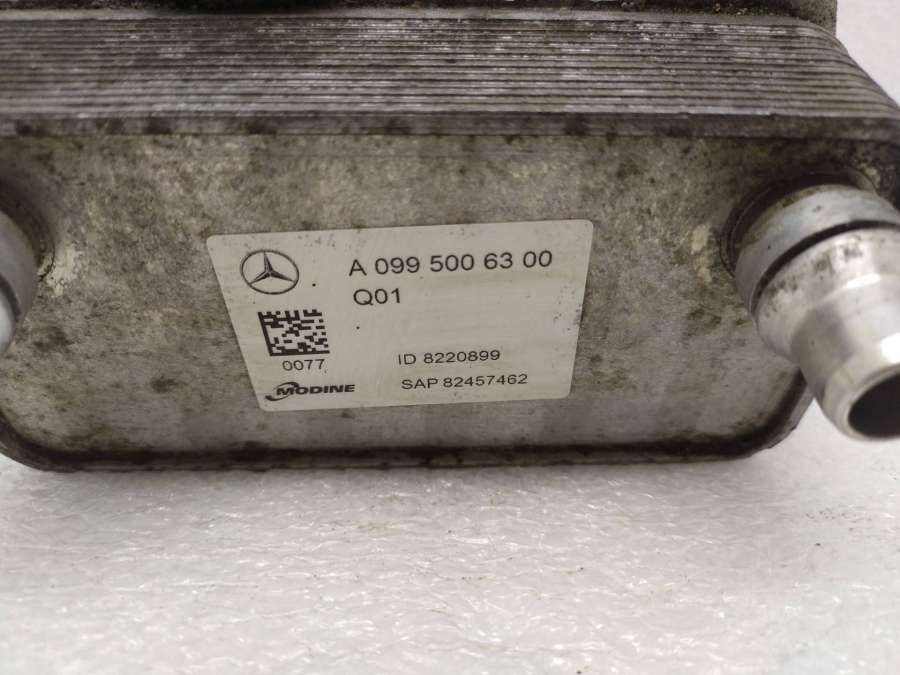 A 099 500 63 00
Q01
0077
ID 8220899
MODINE
SAP 82457462